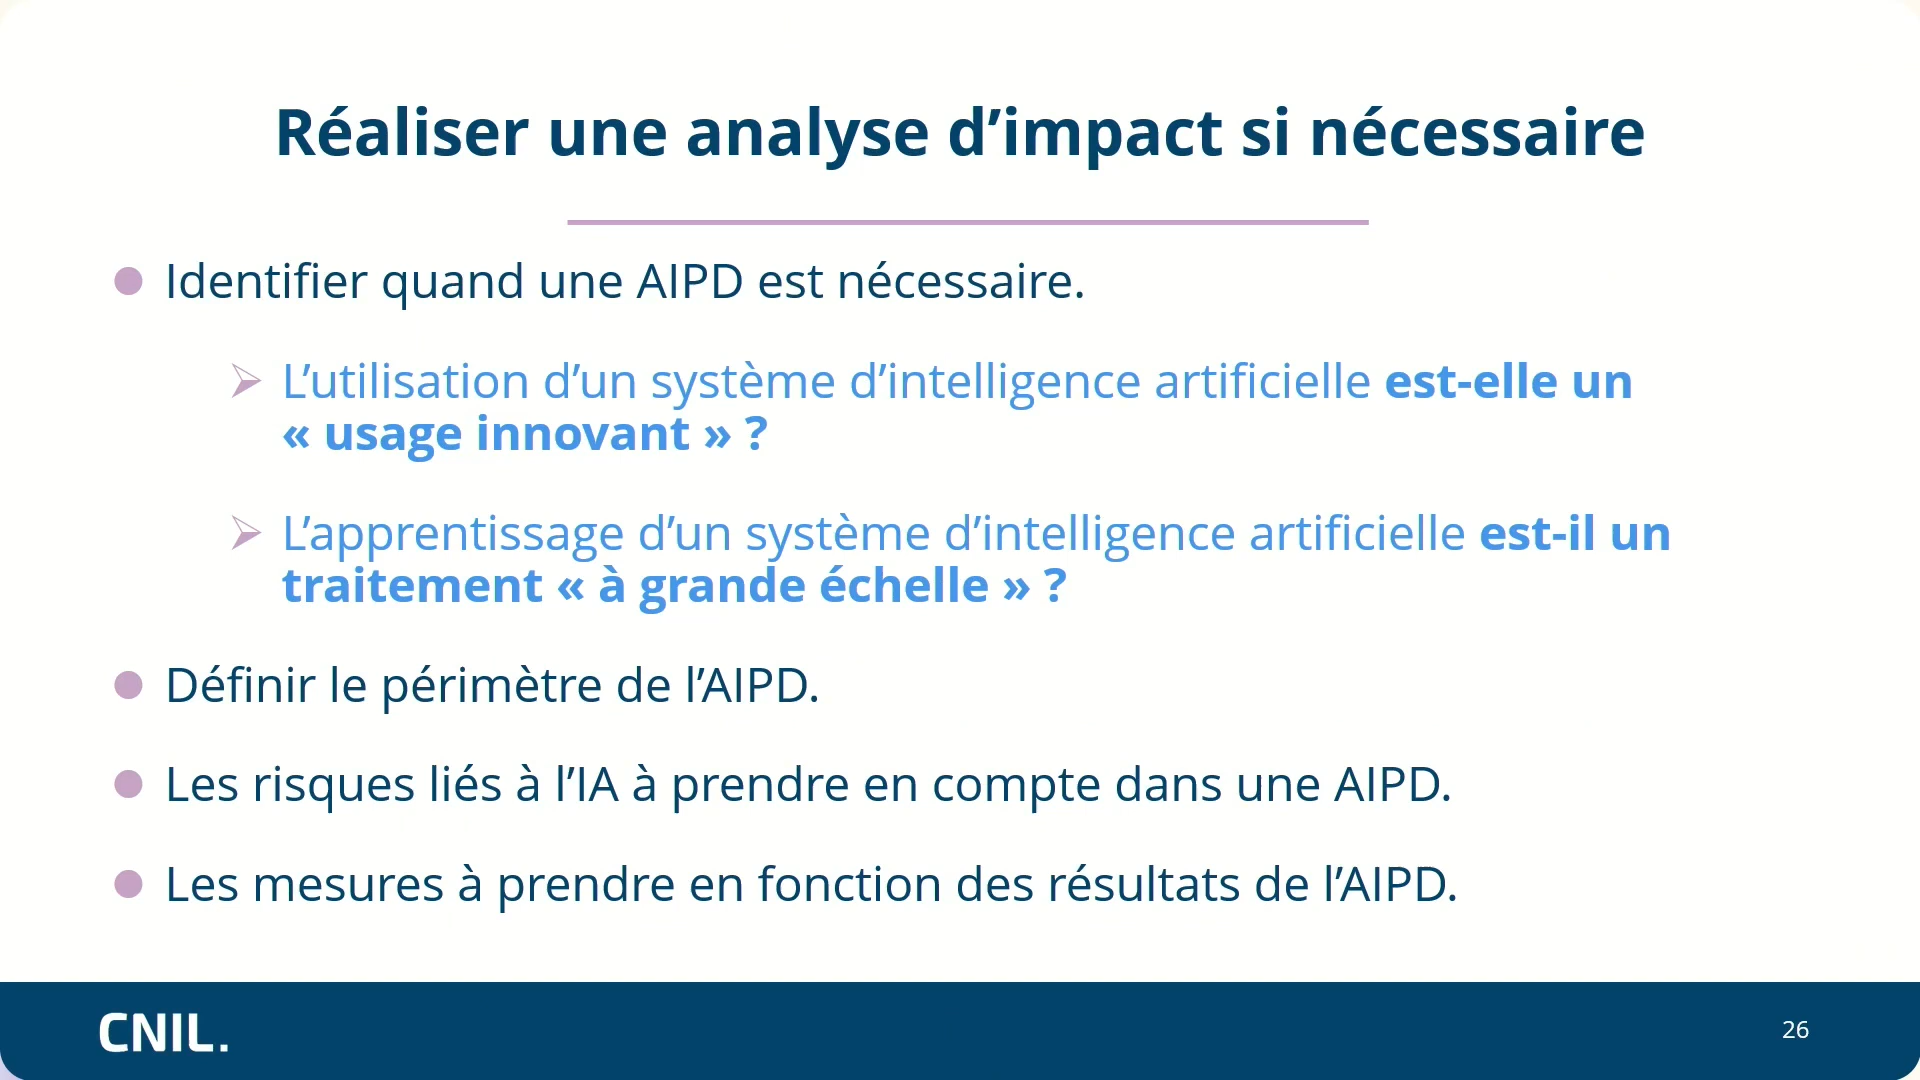 Réaliser une analyse d’impact si nécessaire
Identifier quand une AIPD est nécessaire.
L’utilisation d’un système d’intelligence artificielle est-elle un
« usage innovant » ?
L’apprentissage d’un système d’intelligence artificielle est-il un
traitement « à grande échelle » ?
Définir le périmètre de l’AIPD.
Les risques liés à l’IA à prendre en compte dans une AIPD.
Les mesures à prendre en fonction des résultats de l’AIPD.
CNIL.
26